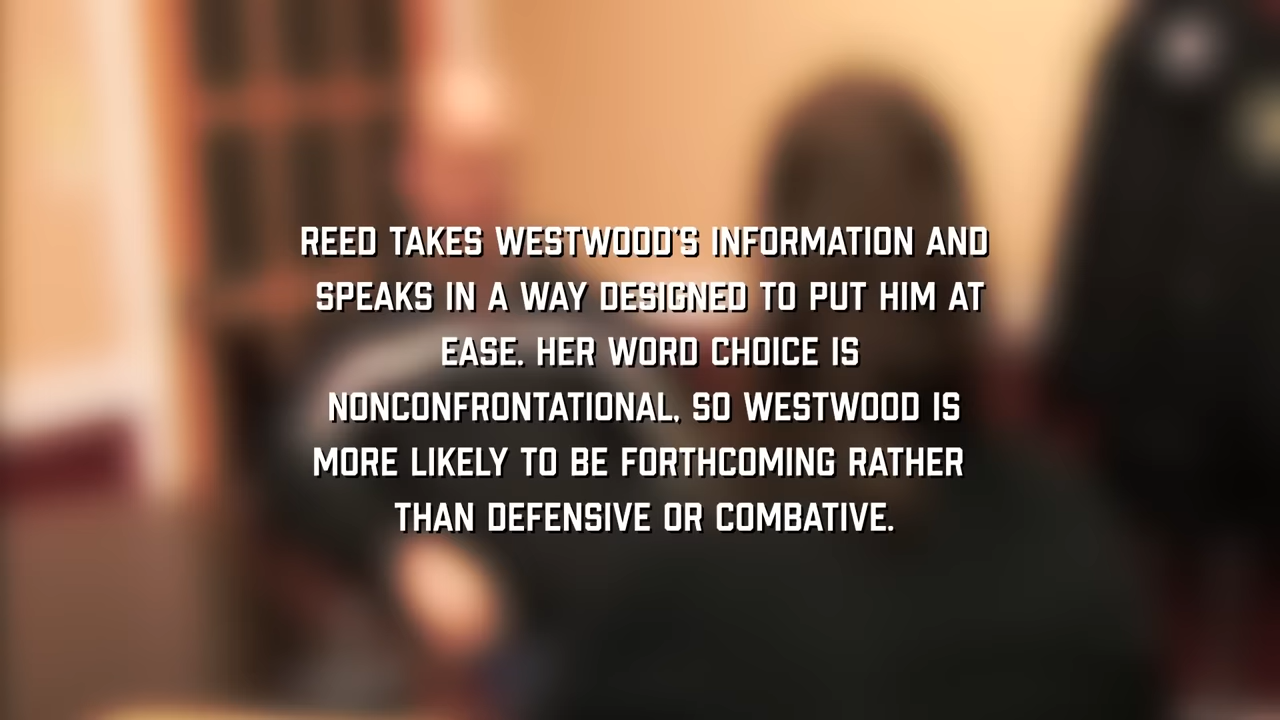 REED TAKES WESTWOOD'S INFORMATION AND
SPEAKS IN A WAY DESIGNED TO PUT HIM AT
EASE. HER WORD CHOICE IS
NONCONFRONTATIONAL, SO WESTWOOD IS
MORE LIKELY TO BE FORTHCOMING RATHER
THAN DEFENSIVE OR COMBATIVE.